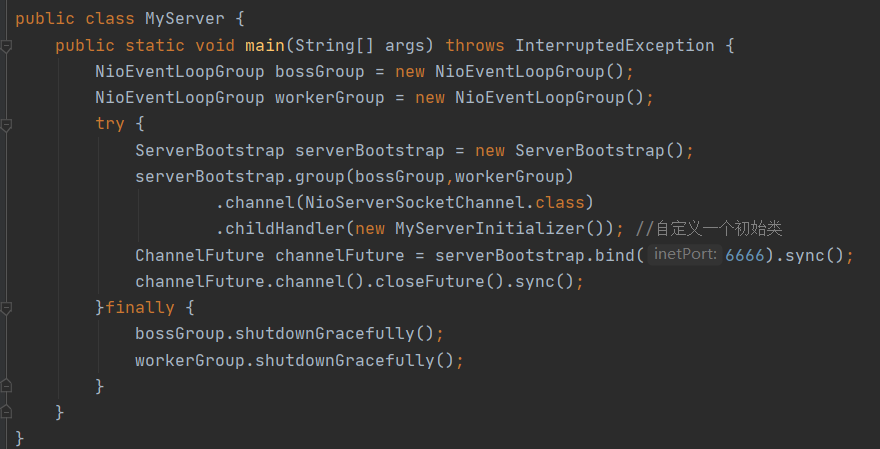 public class MyServer {
    public static void main(String[] args) throws InterruptedException {
        NioEventLoopGroup bossGroup = new NioEventLoopGroup();
        NioEventLoopGroup workerGroup = new NioEventLoopGroup();
        try {
            ServerBootstrap serverBootstrap = new ServerBootstrap();
            serverBootstrap.group(bossGroup,workerGroup)
                    .channel(NioServerSocketChannel.class)
                    .childHandler(new MyServerInitializer()); //自定义一个初始类
            ChannelFuture channelFuture = serverBootstrap.bind( inetPort: 6666).sync();
            channelFuture.channel().closeFuture().sync();
        }finally {
            bossGroup.shutdownGracefully();
            workerGroup.shutdownGracefully();
        }
    }
}